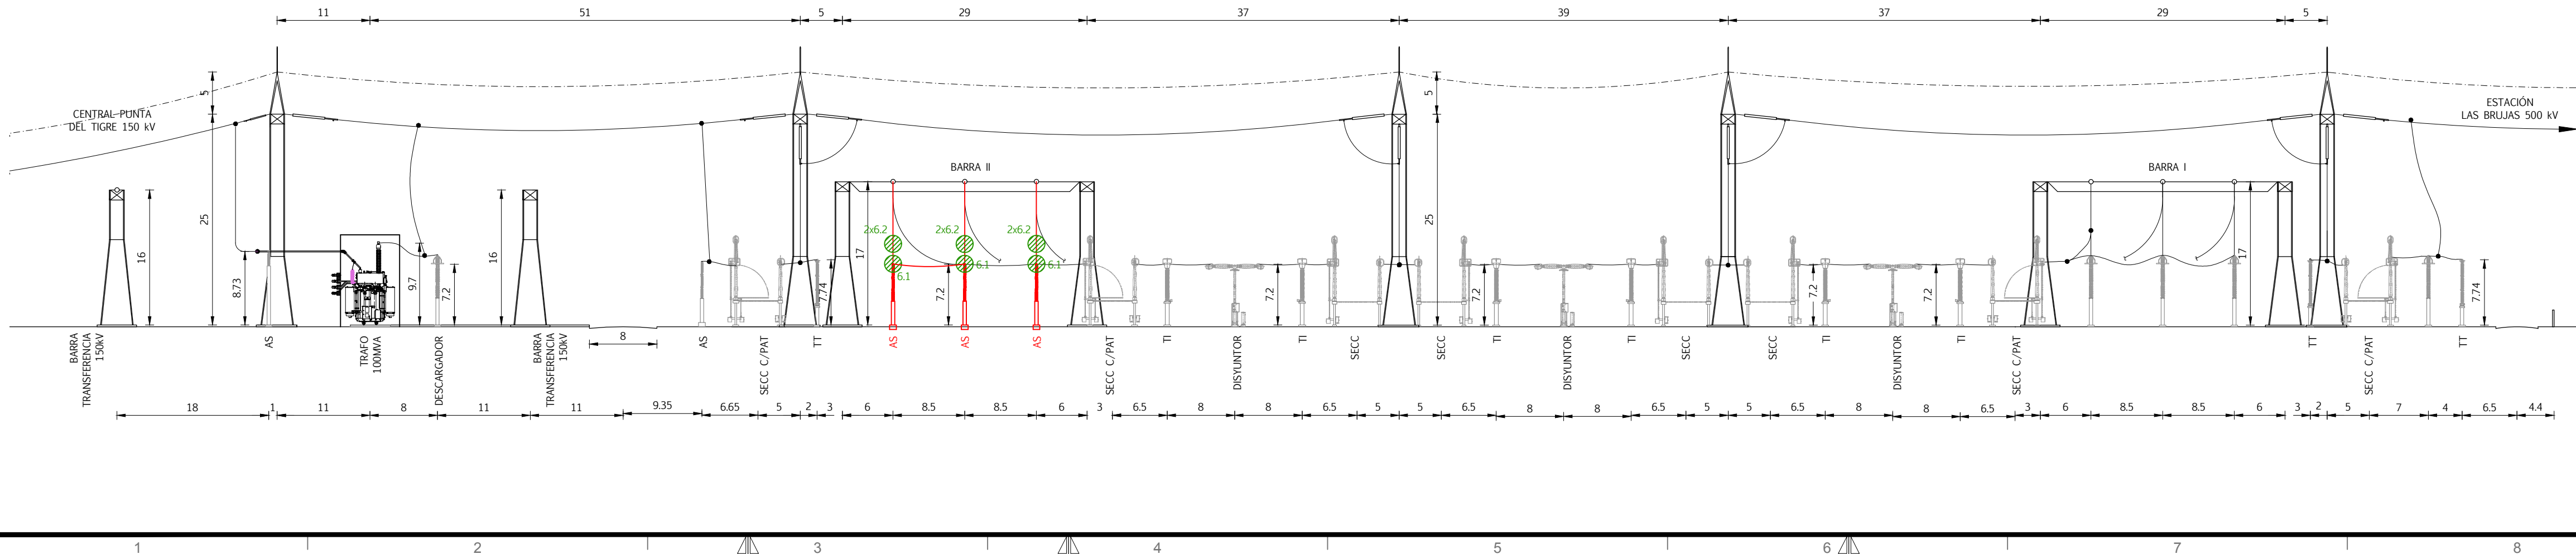 11
51
5
29
37
39
37
29
5
5
5
CENTRAL PUNTA
DEL TIGRE 150 kV
ESTACIÓN
LAS BRUJAS 500 kV
BARRA II
BARRA I
25
25
16
16
8.73
9.7
7.2
2x6.2
2x6.2
2x6.2
6.1
6.1
6.1
17
7.74
7.2
7.2
7.2
7.2
7.2
17
7.74
8
BARRA
TRANSFERENCIA
150kV
AS
TRAFO
100MVA
DESCARGADOR
BARRA
TRANSFERENCIA
150kV
AS
SECC C/PAT
TT
AS
AS
AS
SECC C/PAT
TI
DISYUNTOR
TI
SECC
SECC
TI
DISYUNTOR
TI
SECC
SECC
TI
DISYUNTOR
TI
SECC C/PAT
TT
SECC C/PAT
TT
18
1
11
8
11
11
9.35
6.65
5
2
3
6
8.5
8.5
6
3
6.5
8
8
6.5
5
5
6.5
8
8
6.5
5
5
6.5
8
8
6.5
3
6
8.5
8.5
6
3
2
5
7
4
6.5
4.4
1
2
3
4
5
6
7
8